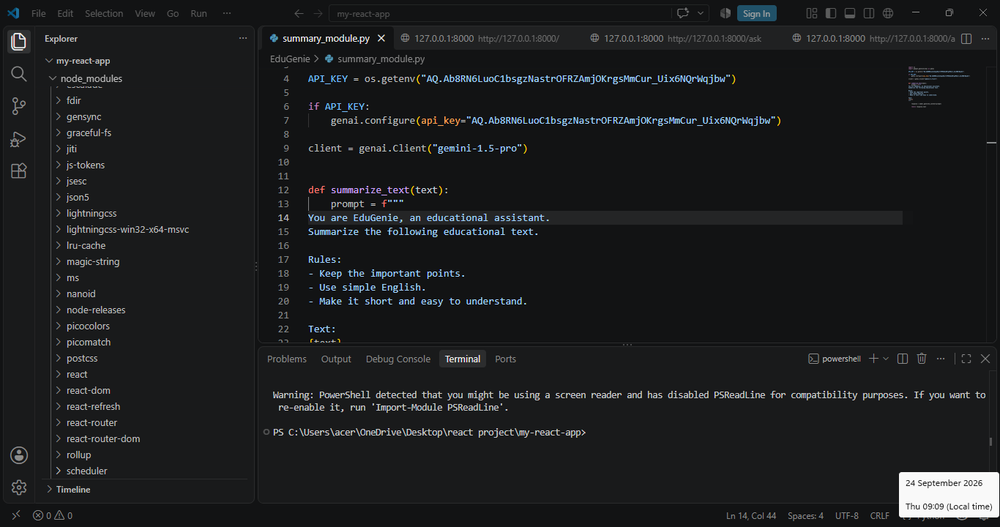 File Edit Selection View Go Run ···
my-react-app
Sign In
Explorer
my-react-app
node_modules
escalade
fdir
gensync
graceful-fs
jiti
js-tokens
jsesc
json5
lightningcss
lightningcss-win32-x64-msvc
lru-cache
magic-string
ms
nanoid
node-releases
picocolors
picomatch
postcss
react
react-dom
react-refresh
react-router
react-router-dom
rollup
scheduler
Timeline
summary_module.py
127.0.0.1:8000 http://127.0.0.1:8000/
127.0.0.1:8000 http://127.0.0.1:8000/ask
127.0.0.1:8000 http://127.0.0.1:8000/a
EduGenie > summary_module.py
4 API_KEY = os.getenv("AQ.Ab8RN6LuoC1bsgzNastrOFRZAmjOKrgsMmCur_Uix6NQrWqjbw")
5
6 if API_KEY:
7 genai.configure(api_key="AQ.Ab8RN6LuoC1bsgzNastrOFRZAmjOKrgsMmCur_Uix6NQrWqjbw")
8
9 client = genai.Client("gemini-1.5-pro")
10
11
12 def summarize_text(text):
13 prompt = f"""
14 You are EduGenie, an educational assistant.
15 Summarize the following educational text.
16
17 Rules:
18 - Keep the important points.
19 - Use simple English.
20 - Make it short and easy to understand.
21
22 Text:
23 {text}
Problems Output Debug Console Terminal Ports
powershell
Warning: PowerShell detected that you might be using a screen reader and has disabled PSReadLine for compatibility purposes. If you want to
re-enable it, run 'Import-Module PSReadLine'.
PS C:\Users\acer\OneDrive\Desktop\react project\my-react-app>
24 September 2026
Thu 09:09 (Local time)
0 0
Ln 14, Col 44 Spaces: 4 UTF-8 CRLF